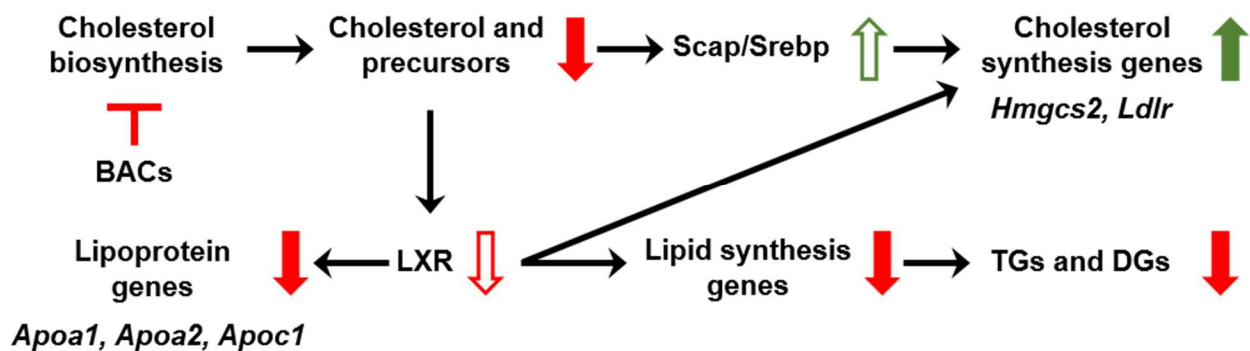 Cholesterol
biosynthesis
Cholesterol and
precursors
Scap/Srebp
Cholesterol
synthesis genes
Hmgcs2, Ldlr
BACs
Lipoprotein
genes
LXR
Lipid synthesis
genes
TGs and DGs
Apoa1, Apoa2, Apoc1